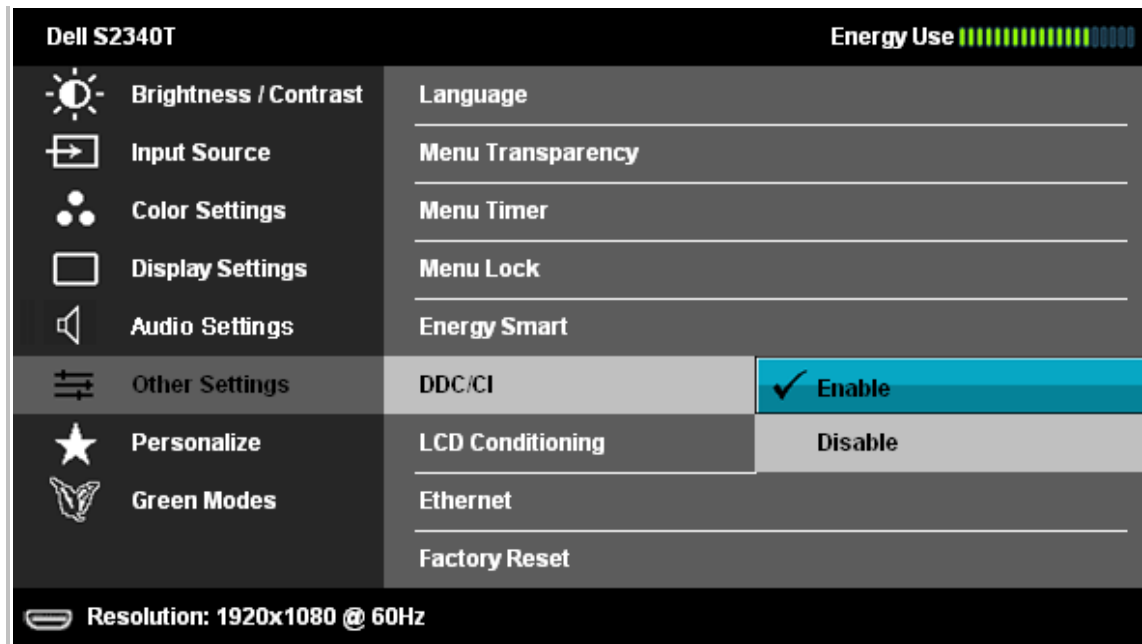 Dell S2340T Energy Use
Brightness / Contrast Language
Input Source Menu Transparency
Color Settings Menu Timer
Display Settings Menu Lock
Audio Settings Energy Smart
Other Settings DDC/CI ✓ Enable
Personalize LCD Conditioning Disable
Green Modes Ethernet
Factory Reset
Resolution: 1920x1080 @ 60Hz